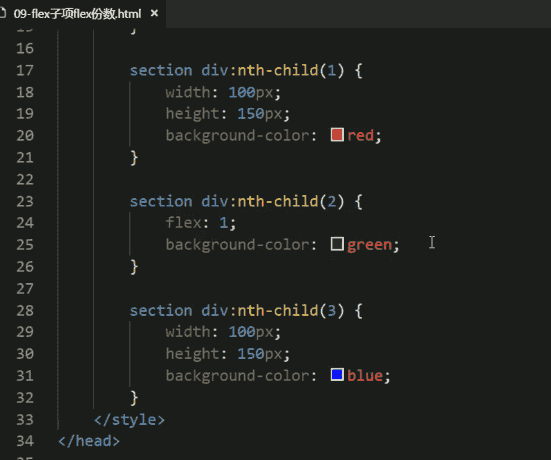 09-flex子项flex份数.html ×
15 }
16
17 section div:nth-child(1) {
18 width: 100px;
19 height: 150px;
20 background-color: red;
21 }
22
23 section div:nth-child(2) {
24 flex: 1;
25 background-color: green;
26 }
27
28 section div:nth-child(3) {
29 width: 100px;
30 height: 150px;
31 background-color: blue;
32 }
33 </style>
34 </head>
35